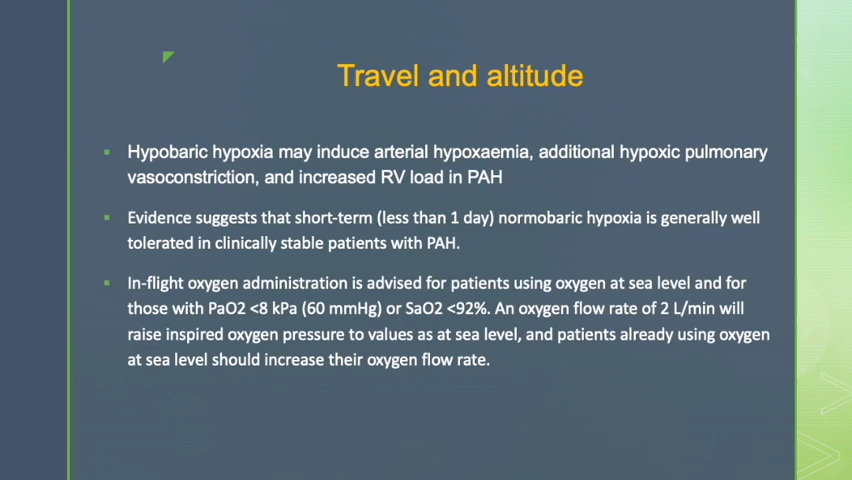 Travel and altitude
Hypobaric hypoxia may induce arterial hypoxaemia, additional hypoxic pulmonary
vasoconstriction, and increased RV load in PAH
Evidence suggests that short-term (less than 1 day) normobaric hypoxia is generally well
tolerated in clinically stable patients with PAH.
In-flight oxygen administration is advised for patients using oxygen at sea level and for
those with PaO2 <8 kPa (60 mmHg) or SaO2 <92%. An oxygen flow rate of 2 L/min will
raise inspired oxygen pressure to values as at sea level, and patients already using oxygen
at sea level should increase their oxygen flow rate.